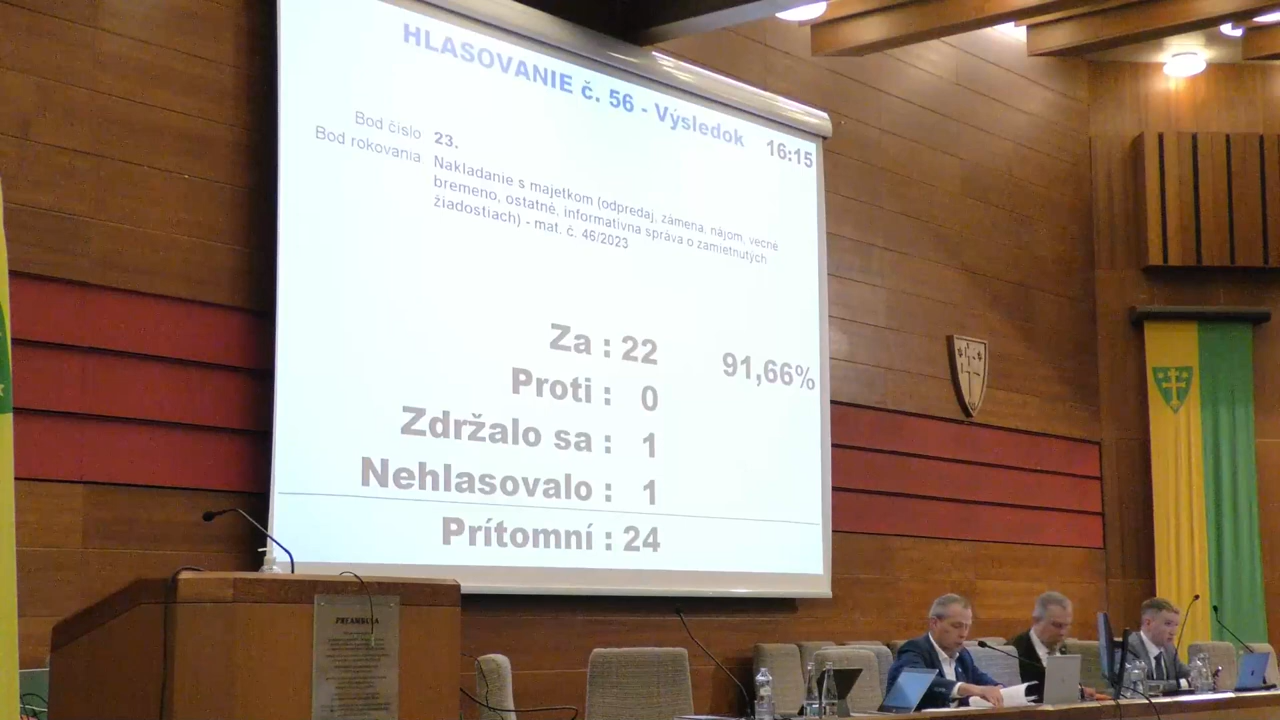 HLASOVANIE č. 56 - Výsledok 16:15
Bod číslo 23.
Bod rokovania Nakladanie s majetkom (odpredaj, zámena, nájom, vecné
bremeno, ostatné, informatívna správa o zamietnutých
žiadostiach) - mat. č. 46/2023
Za : 22 91,66%
Proti : 0
Zdržalo sa : 1
Nehlasovalo : 1
Prítomní : 24
PREAMBULA